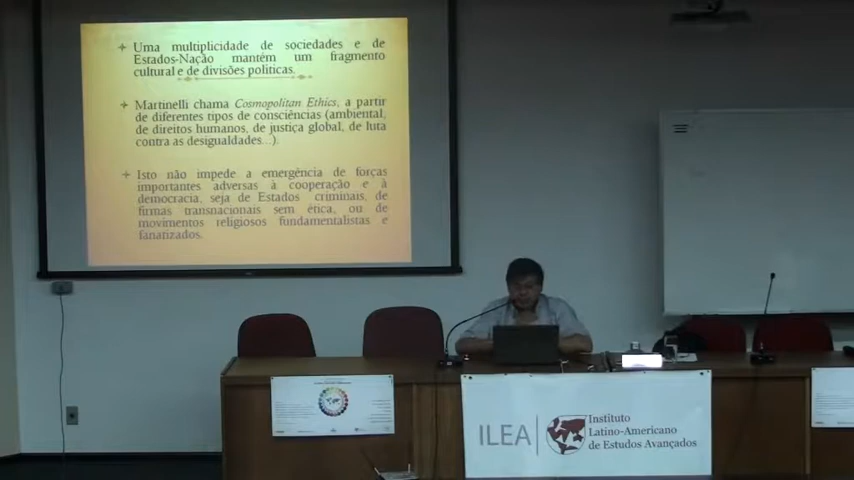 Uma multiplicidade de sociedades e de
Estados-Nação mantém um fragmento
cultural e de divisões políticas.
Martinelli chama Cosmopolitan Ethics, a partir
de diferentes tipos de consciências (ambiental,
de direitos humanos, de justiça global, de luta
contra as desigualdades...).
Isto não impede a emergência de forças
importantes adversas à cooperação e à
democracia, seja de Estados criminais, de
firmas transnacionais sem ética, ou de
movimentos religiosos fundamentalistas e
fananizados.
ILEA
Instituto
Latino-Americano
de Estudos Avançados